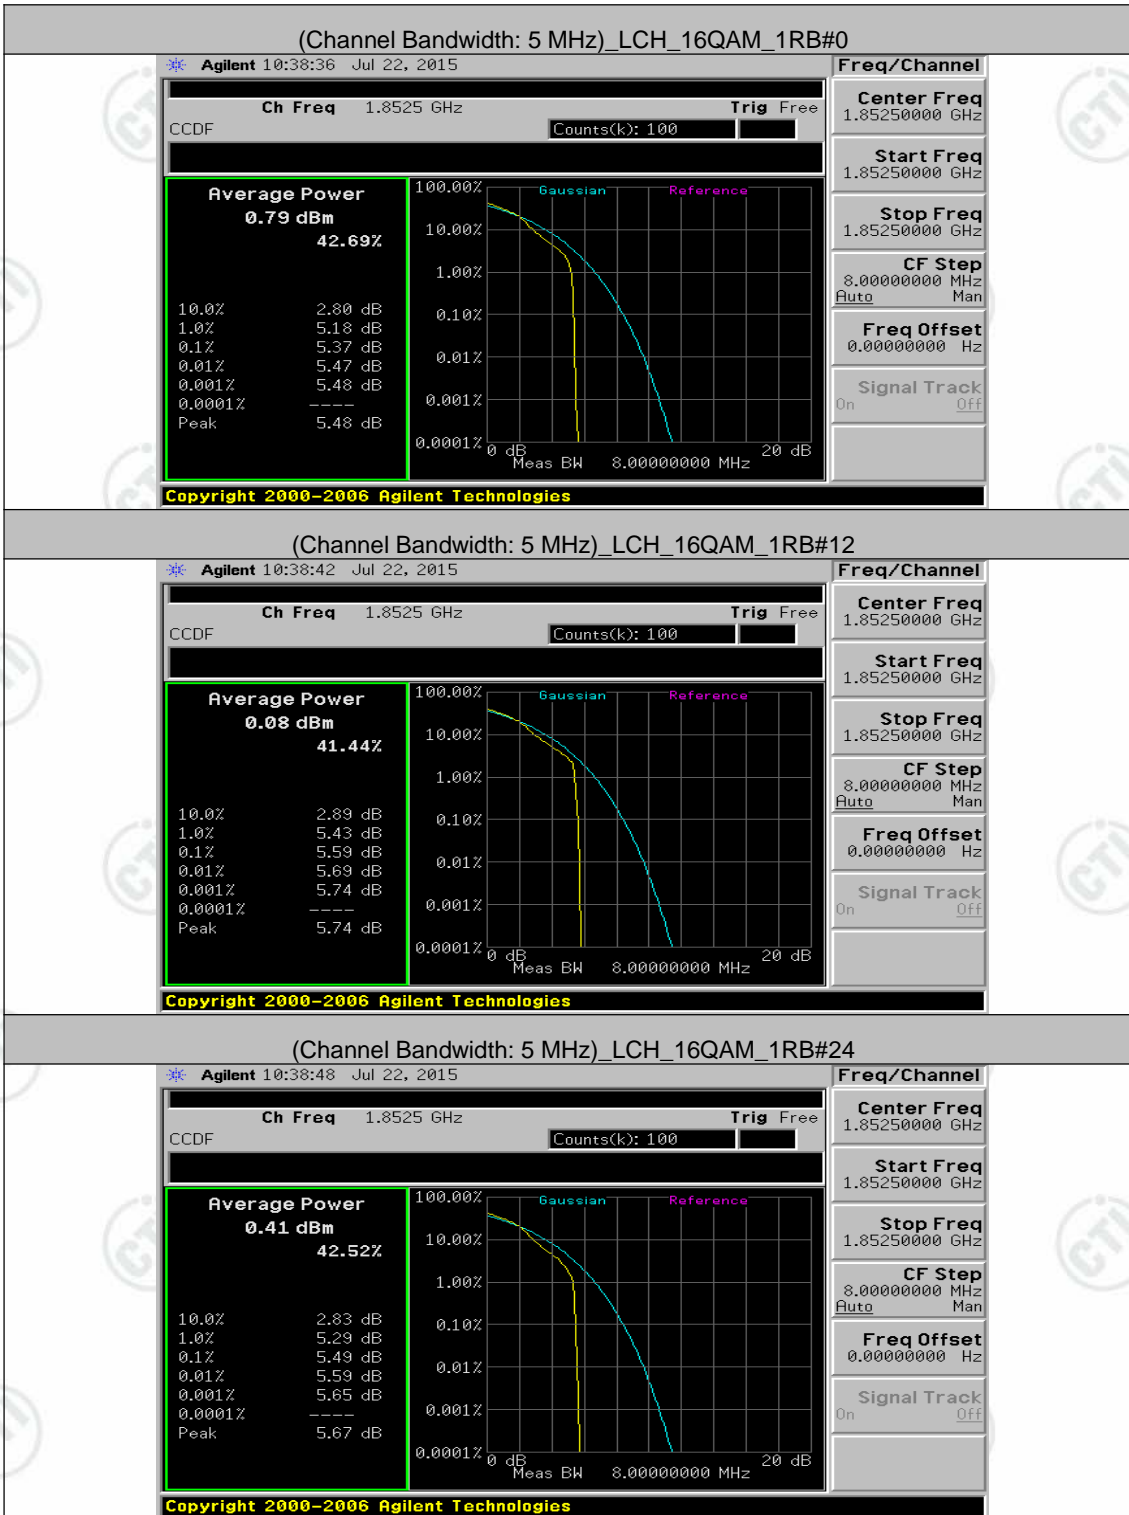 (Channel Bandwidth: 5 MHz)_LCH_16QAM_1RB#0
Agilent 10:38:36 Jul 22, 2015
Freq/Channel
Ch Freq 1.8525 GHz Trig Free
CCDF Counts(k): 100
Average Power
0.79 dBm
42.69%
10.0% 2.80 dB
1.0% 5.18 dB
0.1% 5.37 dB
0.01% 5.47 dB
0.001% 5.48 dB
0.0001% ----
Peak 5.48 dB
Gaussian Reference
100.00%
10.00%
1.00%
0.10%
0.01%
0.001%
0.0001%
0 dB 20 dB
Meas BW 8.00000000 MHz
Center Freq
1.85250000 GHz
Start Freq
1.85250000 GHz
Stop Freq
1.85250000 GHz
CF Step
8.00000000 MHz
Auto Man
Freq Offset
0.00000000 Hz
Signal Track
On Off
Copyright 2000-2006 Agilent Technologies
(Channel Bandwidth: 5 MHz)_LCH_16QAM_1RB#12
Agilent 10:38:42 Jul 22, 2015
Freq/Channel
Ch Freq 1.8525 GHz Trig Free
CCDF Counts(k): 100
Average Power
0.08 dBm
41.44%
10.0% 2.89 dB
1.0% 5.43 dB
0.1% 5.59 dB
0.01% 5.69 dB
0.001% 5.74 dB
0.0001% ----
Peak 5.74 dB
Gaussian Reference
100.00%
10.00%
1.00%
0.10%
0.01%
0.001%
0.0001%
0 dB 20 dB
Meas BW 8.00000000 MHz
Center Freq
1.85250000 GHz
Start Freq
1.85250000 GHz
Stop Freq
1.85250000 GHz
CF Step
8.00000000 MHz
Auto Man
Freq Offset
0.00000000 Hz
Signal Track
On Off
Copyright 2000-2006 Agilent Technologies
(Channel Bandwidth: 5 MHz)_LCH_16QAM_1RB#24
Agilent 10:38:48 Jul 22, 2015
Freq/Channel
Ch Freq 1.8525 GHz Trig Free
CCDF Counts(k): 100
Average Power
0.41 dBm
42.52%
10.0% 2.83 dB
1.0% 5.29 dB
0.1% 5.49 dB
0.01% 5.59 dB
0.001% 5.65 dB
0.0001% ----
Peak 5.67 dB
Gaussian Reference
100.00%
10.00%
1.00%
0.10%
0.01%
0.001%
0.0001%
0 dB 20 dB
Meas BW 8.00000000 MHz
Center Freq
1.85250000 GHz
Start Freq
1.85250000 GHz
Stop Freq
1.85250000 GHz
CF Step
8.00000000 MHz
Auto Man
Freq Offset
0.00000000 Hz
Signal Track
On Off
Copyright 2000-2006 Agilent Technologies
CTI
CTI
CTI
CTI
CTI
CTI
CTI
CTI